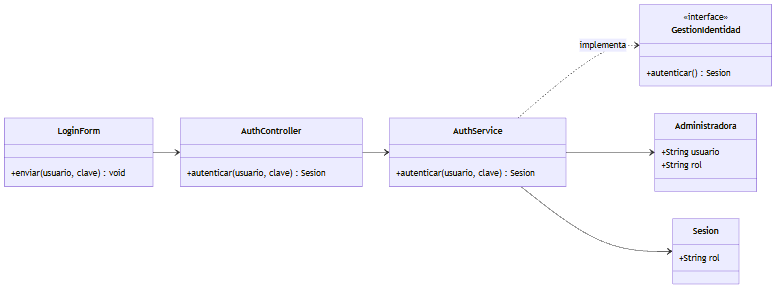 «interface»
GestionIdentidad
+autenticar() : Sesion
implementa
LoginForm
+enviar(usuario, clave) : void
AuthController
+autenticar(usuario, clave) : Sesion
AuthService
+autenticar(usuario, clave) : Sesion
Administradora
+String usuario
+String rol
Sesion
+String rol